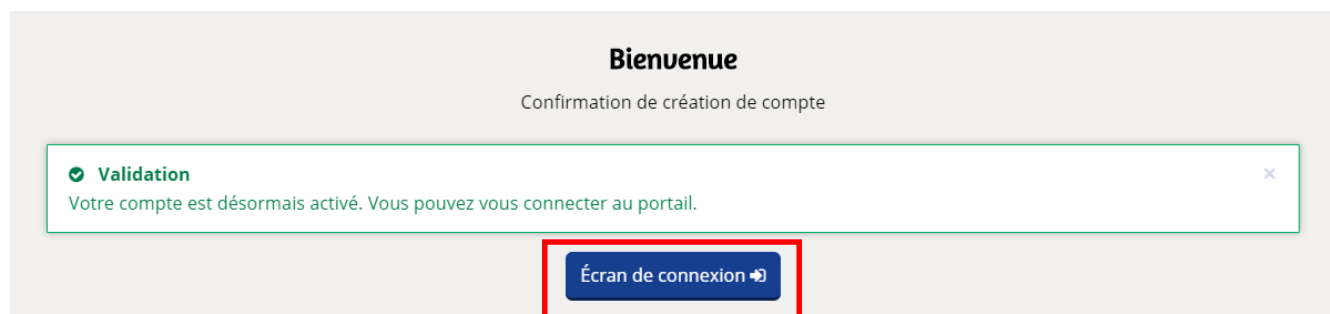 Bienvenue
Confirmation de création de compte
Validation
Votre compte est désormais activé. Vous pouvez vous connecter au portail.
Écran de connexion